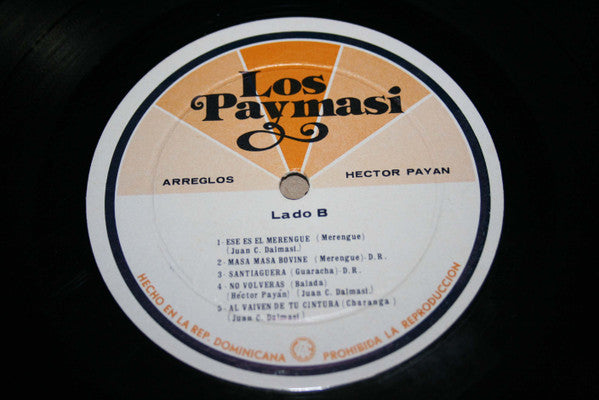 Los
Paymasi
ARREGLOS
HECTOR PAYAN
Lado B
1- ESE ES EL MERENGUE (Merengue)
(Juan C. Dalmasi.)
2- MASA MASA BOVINE (Merengue)-D.R.
3- SANTIAGUERA (Guaracha)-D.R.
4- NO VOLVERAS (Balada)
(Héctor Payán) (Juan C. Dalmasi.)
5- AL VAIVEN DE TU CINTURA (Charanga)
(Juan C. Dalmasi)
HECHO EN LA REP. DOMINICANA
PROHIBIDA LA REPRODUCCION